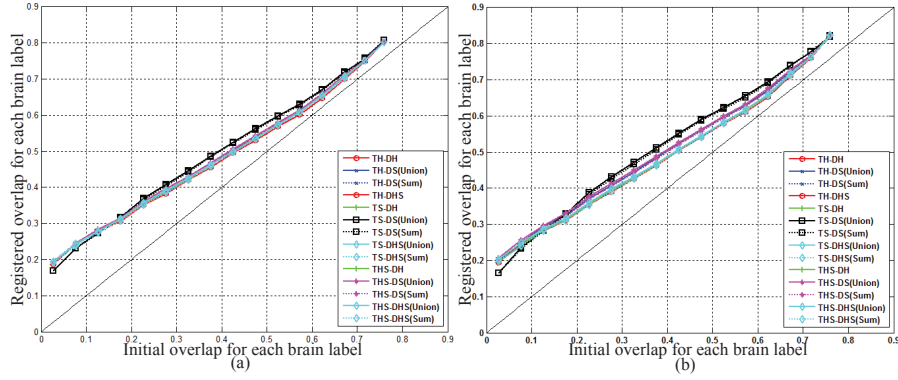 Registered overlap for each brain label
0.9
0.8
0.7
0.6
0.5
0.4
0.3
0.2
0.1
0
TH-DH
TH-DS(Union)
TH-DS(Sum)
TH-DHS
TS-DH
TS-DS(Union)
TS-DS(Sum)
TS-DHS(Union)
TS-DHS(Sum)
THS-DH
THS-DS(Union)
THS-DS(Sum)
THS-DHS(Union)
THS-DHS(Sum)
0 0.1 0.2 0.3 0.4 0.5 0.6 0.7 0.8 0.9
Initial overlap for each brain label
(a)
Registered overlap for each brain label
0.9
0.8
0.7
0.6
0.5
0.4
0.3
0.2
0.1
0
TH-DH
TH-DS(Union)
TH-DS(Sum)
TH-DHS
TS-DH
TS-DS(Union)
TS-DS(Sum)
TS-DHS(Union)
TS-DHS(Sum)
THS-DH
THS-DS(Union)
THS-DS(Sum)
THS-DHS(Union)
THS-DHS(Sum)
0 0.1 0.2 0.3 0.4 0.5 0.6 0.7 0.8 0.9
Initial overlap for each brain label
(b)